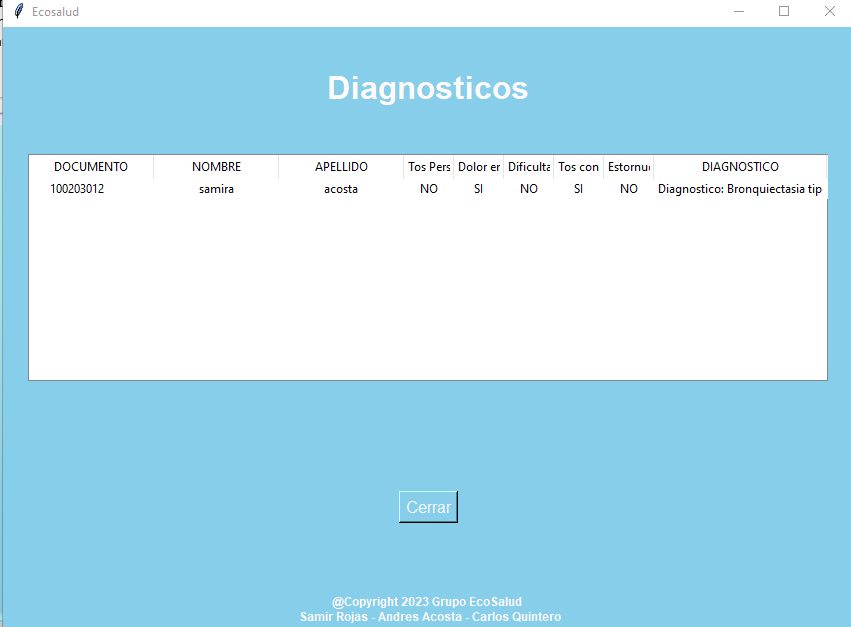 Ecosalud
Diagnosticos
DOCUMENTO NOMBRE APELLIDO Tos Pers Dolor er Dificulta Tos con Estornu DIAGNOSTICO
100203012 samira acosta NO SI NO SI NO Diagnostico: Bronquiectasia tip
Cerrar
@Copyright 2023 Grupo EcoSalud
Samir Rojas - Andres Acosta - Carlos Quintero